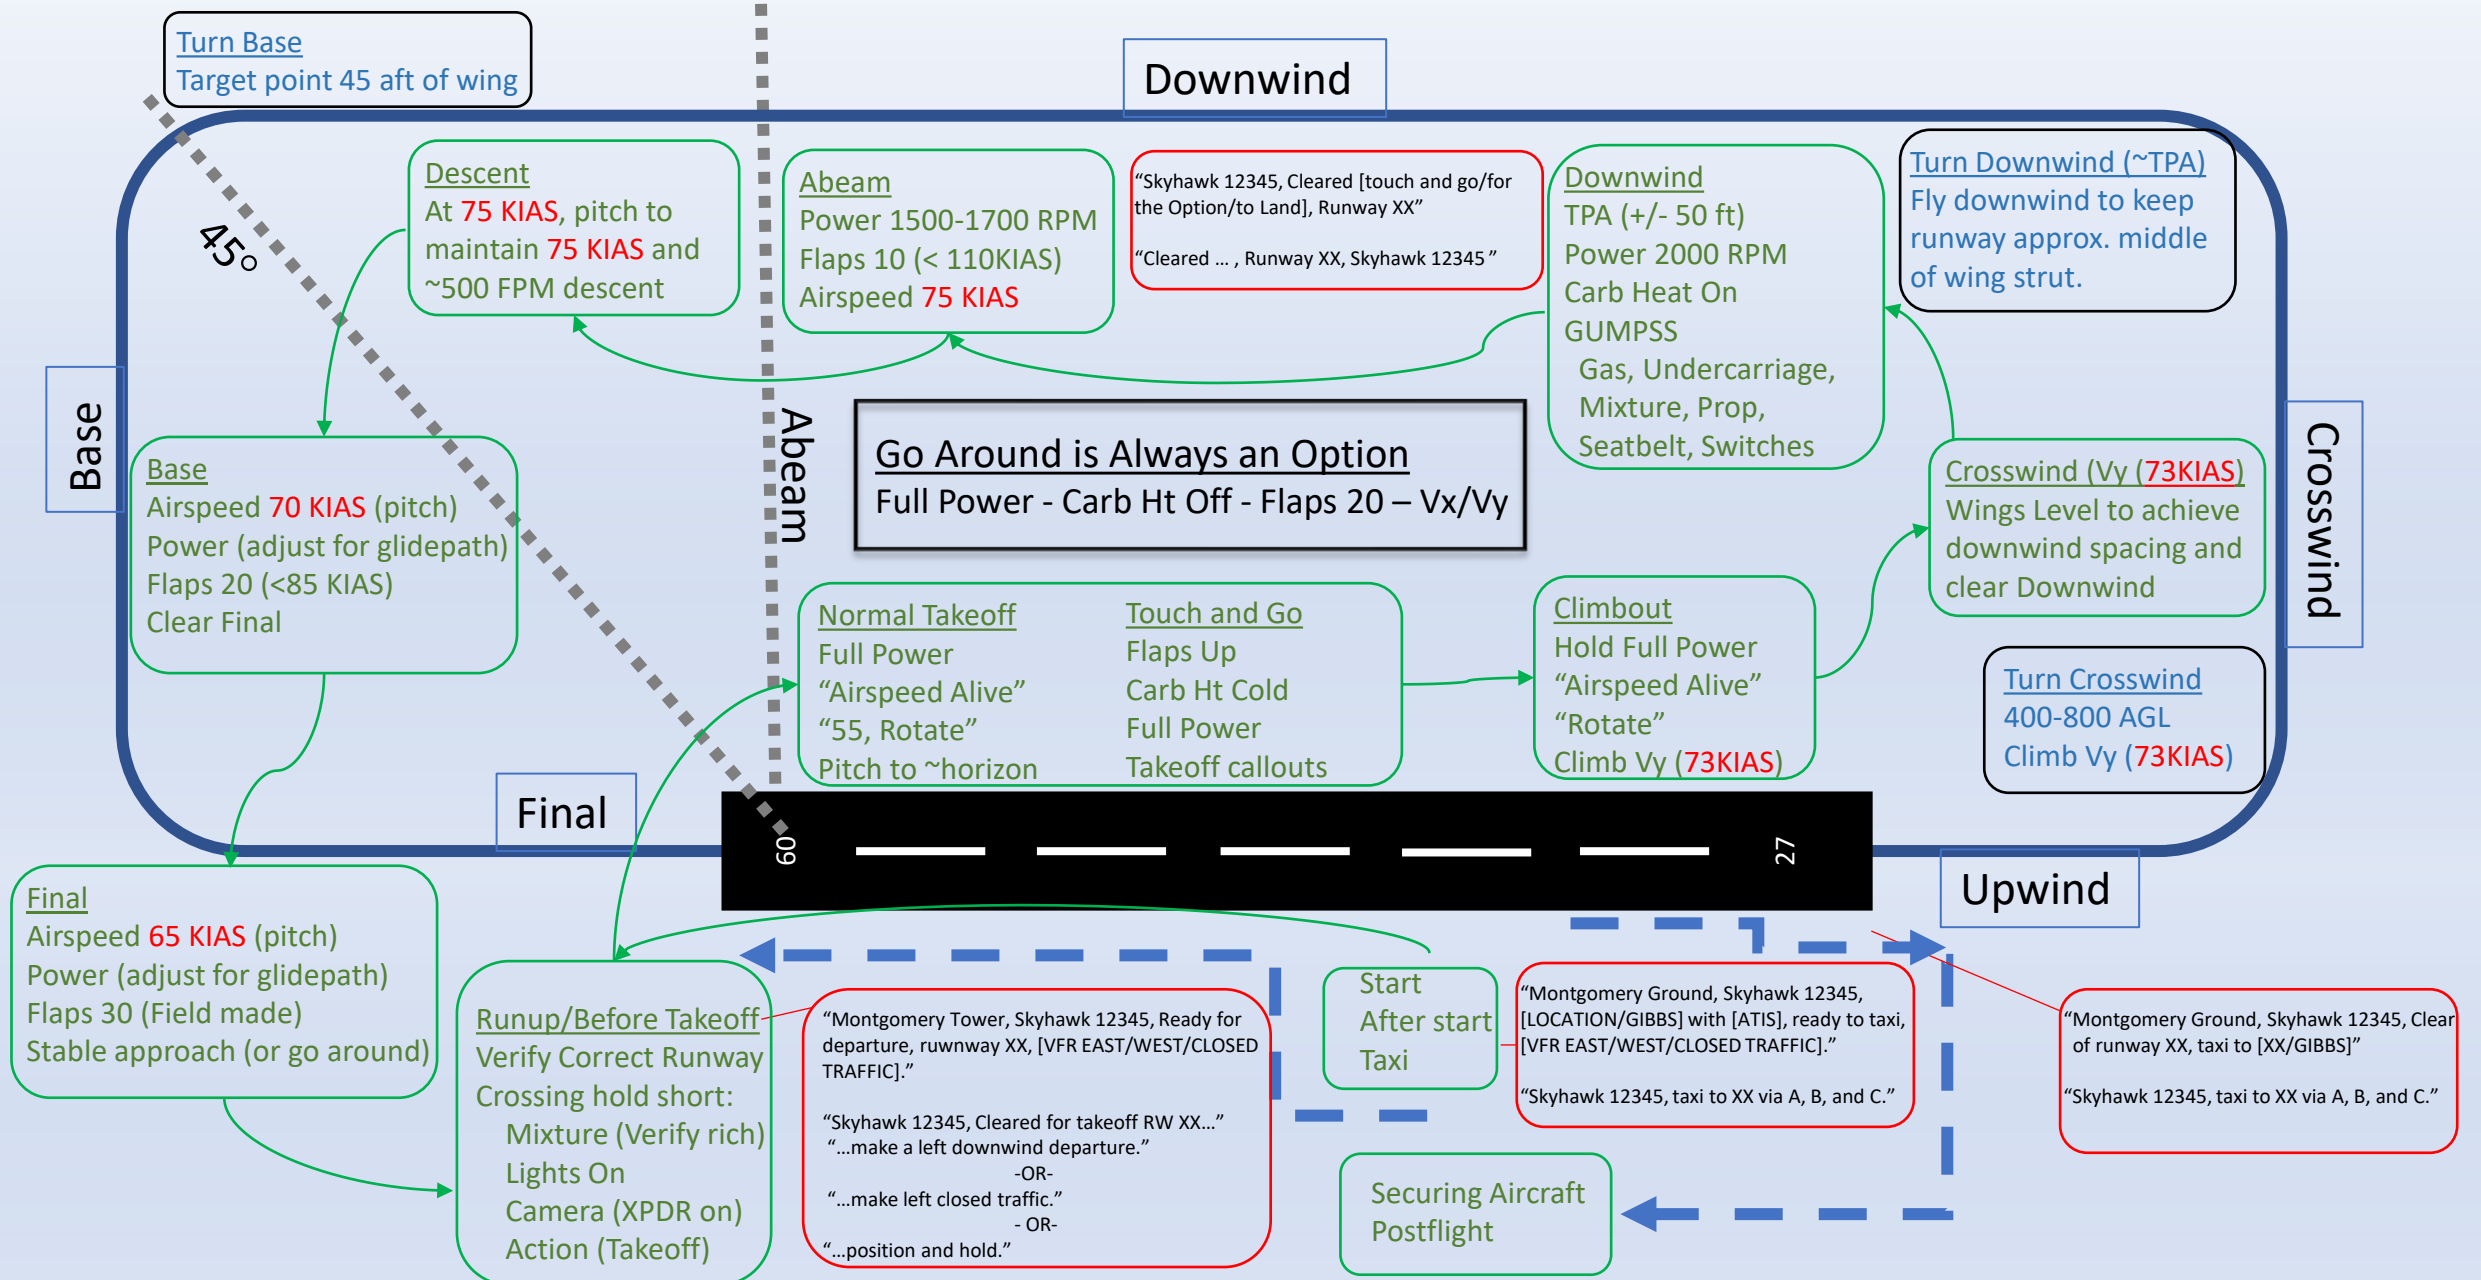 Turn Base
Target point 45 aft of wing
Downwind
Descent
At 75 KIAS, pitch to
maintain 75 KIAS and
~500 FPM descent
Abeam
Power 1500-1700 RPM
Flaps 10 (< 110KIAS)
Airspeed 75 KIAS
“Skyhawk 12345, Cleared [touch and go/for
the Option/to Land], Runway XX”
“Cleared … , Runway XX, Skyhawk 12345 ”
Downwind
TPA (+/- 50 ft)
Power 2000 RPM
Carb Heat On
GUMPSS
Gas, Undercarriage,
Mixture, Prop,
Seatbelt, Switches
Turn Downwind (~TPA)
Fly downwind to keep
runway approx. middle
of wing strut.
45°
Base
Abeam
Go Around is Always an Option
Full Power - Carb Ht Off - Flaps 20 – Vx/Vy
Crosswind
Crosswind (Vy (73KIAS)
Wings Level to achieve
downwind spacing and
clear Downwind
Base
Airspeed 70 KIAS (pitch)
Power (adjust for glidepath)
Flaps 20 (<85 KIAS)
Clear Final
Normal Takeoff
Full Power
“Airspeed Alive”
“55, Rotate”
Pitch to ~horizon
Touch and Go
Flaps Up
Carb Ht Cold
Full Power
Takeoff callouts
Climbout
Hold Full Power
“Airspeed Alive”
“Rotate”
Climb Vy (73KIAS)
Turn Crosswind
400-800 AGL
Climb Vy (73KIAS)
Final
09
27
Upwind
Final
Airspeed 65 KIAS (pitch)
Power (adjust for glidepath)
Flaps 30 (Field made)
Stable approach (or go around)
Runup/Before Takeoff
Verify Correct Runway
Crossing hold short:
Mixture (Verify rich)
Lights On
Camera (XPDR on)
Action (Takeoff)
“Montgomery Tower, Skyhawk 12345, Ready for
departure, ruwnway XX, [VFR EAST/WEST/CLOSED
TRAFFIC].”
“Skyhawk 12345, Cleared for takeoff RW XX…”
“…make a left downwind departure.”
-OR-
“…make left closed traffic.”
- OR-
“…position and hold.”
Start
After start
Taxi
“Montgomery Ground, Skyhawk 12345,
[LOCATION/GIBBS] with [ATIS], ready to taxi,
[VFR EAST/WEST/CLOSED TRAFFIC].”
“Skyhawk 12345, taxi to XX via A, B, and C.”
“Montgomery Ground, Skyhawk 12345, Clear
of runway XX, taxi to [XX/GIBBS]”
“Skyhawk 12345, taxi to XX via A, B, and C.”
Securing Aircraft
Postflight